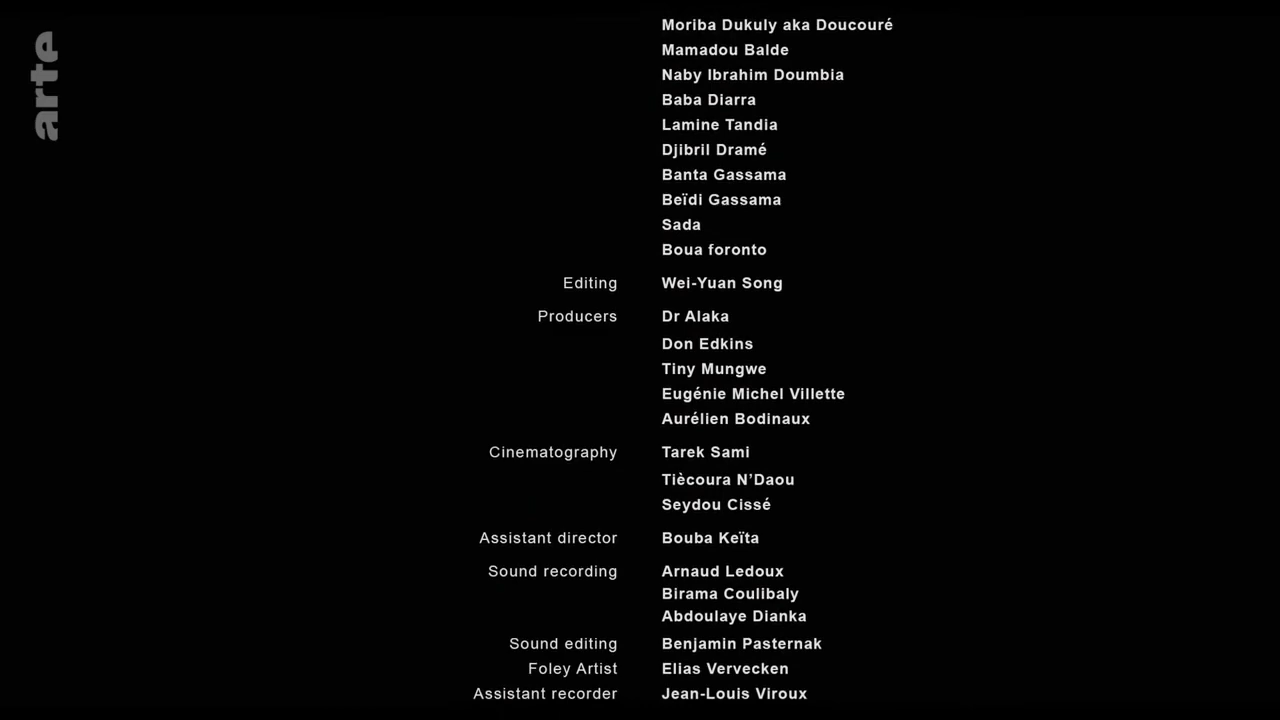 arte
Moriba Dukuly aka Doucouré
Mamadou Balde
Naby Ibrahim Doumbia
Baba Diarra
Lamine Tandia
Djibril Dramé
Banta Gassama
Beïdi Gassama
Sada
Boua foronto
Editing Wei-Yuan Song
Producers Dr Alaka
Don Edkins
Tiny Mungwe
Eugénie Michel Villette
Aurélien Bodinaux
Cinematography Tarek Sami
Tiècoura N’Daou
Seydou Cissé
Assistant director Bouba Keïta
Sound recording Arnaud Ledoux
Birama Coulibaly
Abdoulaye Dianka
Sound editing Benjamin Pasternak
Foley Artist Elias Vervecken
Assistant recorder Jean-Louis Viroux